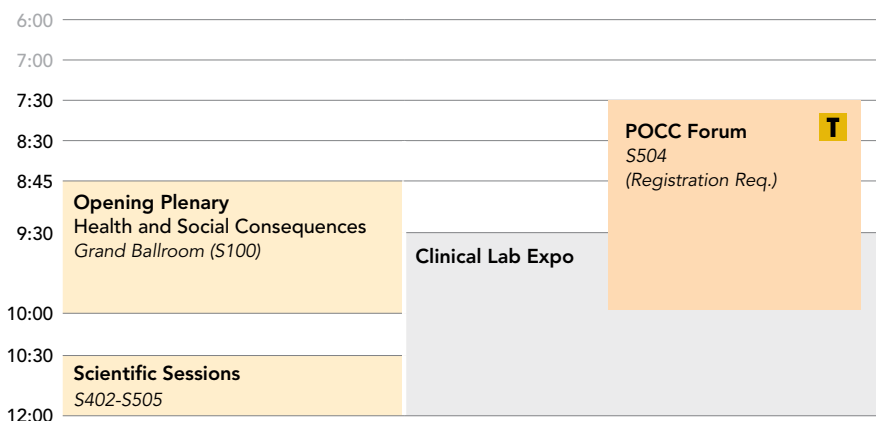 6:00
7:00
7:30
POCC Forum
T
8:30
S504
(Registration Req.)
8:45
Opening Plenary
Health and Social Consequences
9:30
Grand Ballroom (S100)
Clinical Lab Expo
10:00
10:30
Scientific Sessions
S402-S505
12:00